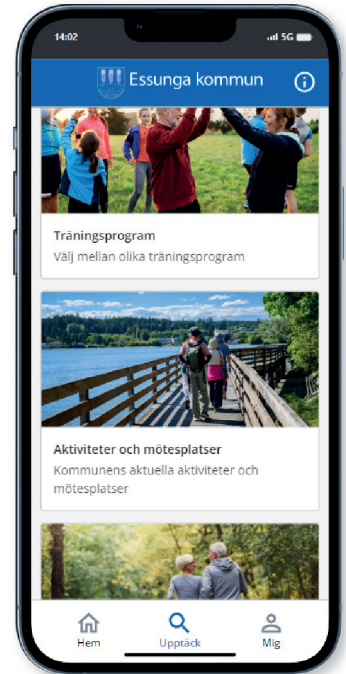 14:02
5G
Essunga kommun
Träningsprogram
Välj mellan olika träningsprogram
Aktiviteter och mötesplatser
Kommunens aktuella aktiviteter och
mötesplatser
Hem
Upptäck
Mig